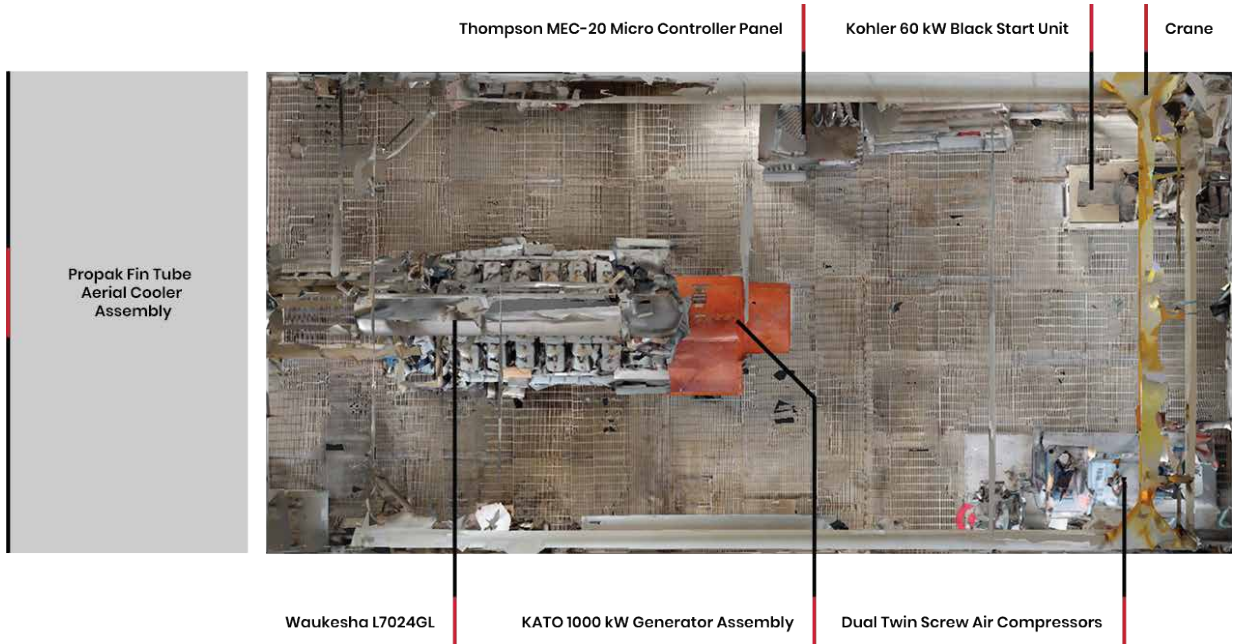 Thompson MEC-20 Micro Controller Panel
Kohler 60 kW Black Start Unit
Crane
Propak Fin Tube
Aerial Cooler
Assembly
Waukesha L7024GL
KATO 1000 kW Generator Assembly
Dual Twin Screw Air Compressors